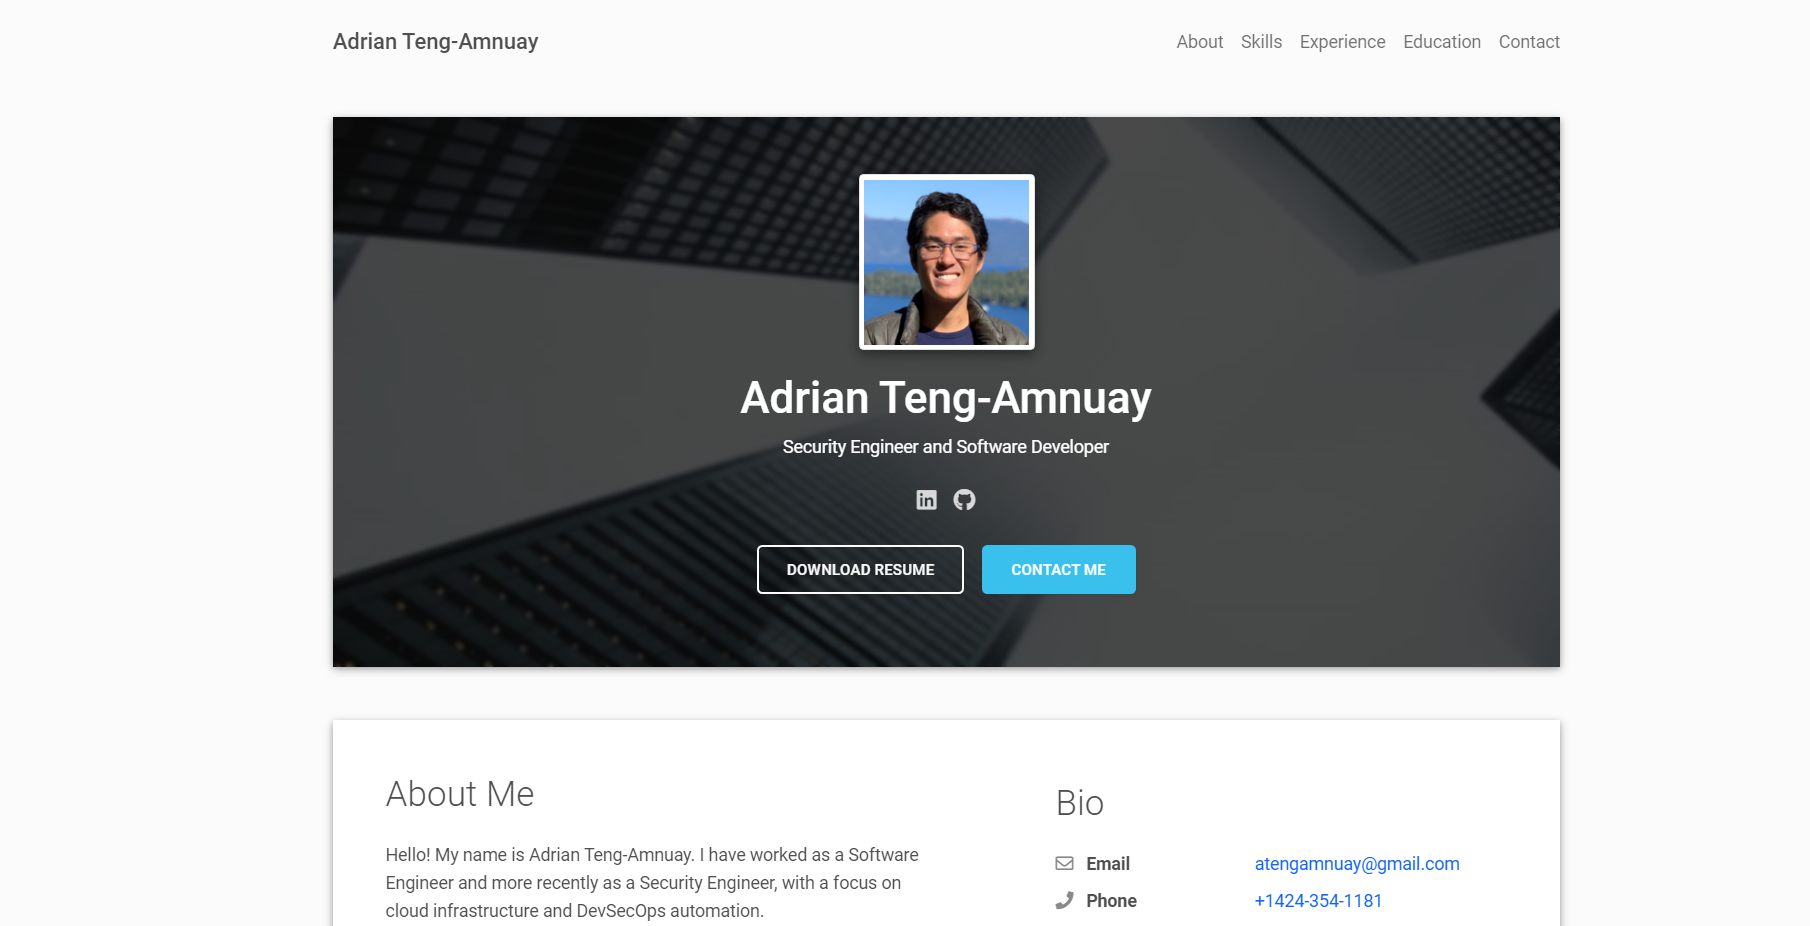 Adrian Teng-Amnuay
About Skills Experience Education Contact
Adrian Teng-Amnuay
Security Engineer and Software Developer
in
DOWNLOAD RESUME
CONTACT ME
About Me
Hello! My name is Adrian Teng-Amnuay. I have worked as a Software
Engineer and more recently as a Security Engineer, with a focus on
cloud infrastructure and DevSecOps automation.
Bio
Email atengamnuay@gmail.com
Phone +1424-354-1181